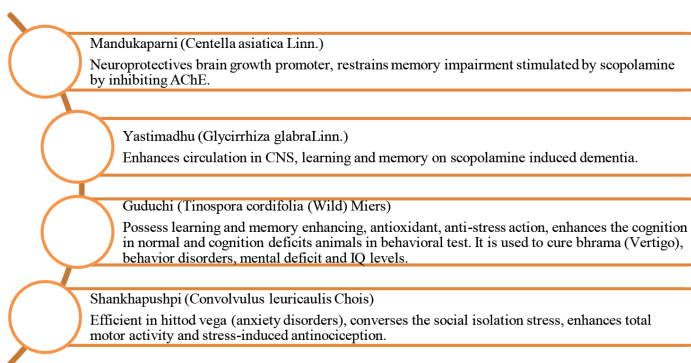 Mandukaparni (Centella asiatica Linn.)
Neuroprotectives brain growth promoter, restrains memory impairment stimulated by scopolamine
by inhibiting AChE.
Yastimadhu (Glycirrhiza glabraLinn.)
Enhances circulation in CNS, learning and memory on scopolamine induced dementia.
Guduchi (Tinospora cordifolia (Wild) Miers)
Possess learning and memory enhancing, antioxidant, anti-stress action, enhances the cognition
in normal and cognition deficits animals in behavioral test. It is used to cure bhrama (Vertigo),
behavior disorders, mental deficit and IQ levels.
Shankhapushpi (Convolvulus leuricaulis Chois)
Efficient in hittod vega (anxiety disorders), converses the social isolation stress, enhances total
motor activity and stress-induced antinociception.